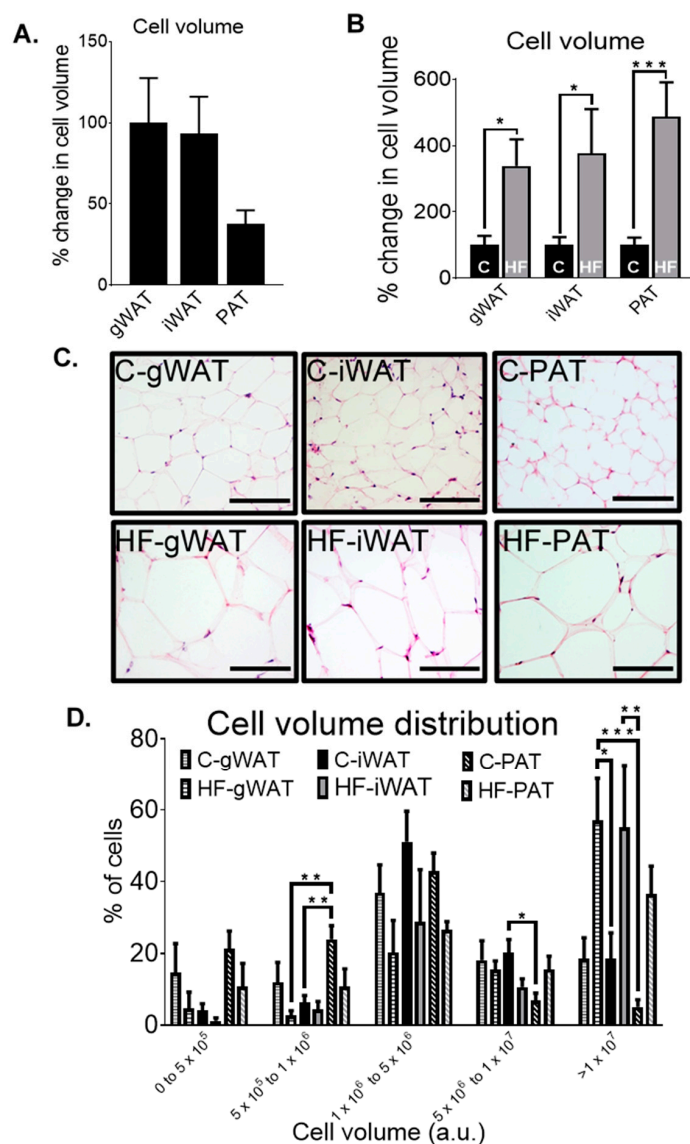 A.
Cell volume
% change in cell volume
150
100
50
0
gWAT
iWAT
PAT
B
Cell volume
% change in cell volume
600
400
200
0
*
*
***
C
HF
C
HF
C
HF
gWAT
iWAT
PAT
C.
C-gWAT
C-iWAT
C-PAT
HF-gWAT
HF-iWAT
HF-PAT
D.
Cell volume distribution
C-gWAT
C-iWAT
C-PAT
HF-gWAT
HF-iWAT
HF-PAT
% of cells
80
60
40
20
0
**
**
*
**
***
*
0 to 5 x 10⁵
5 x 10⁵ to 1 x 10⁶
1 x 10⁶ to 5 x 10⁶
5 x 10⁶ to 1 x 10⁷
>1 x 10⁷
Cell volume (a.u.)